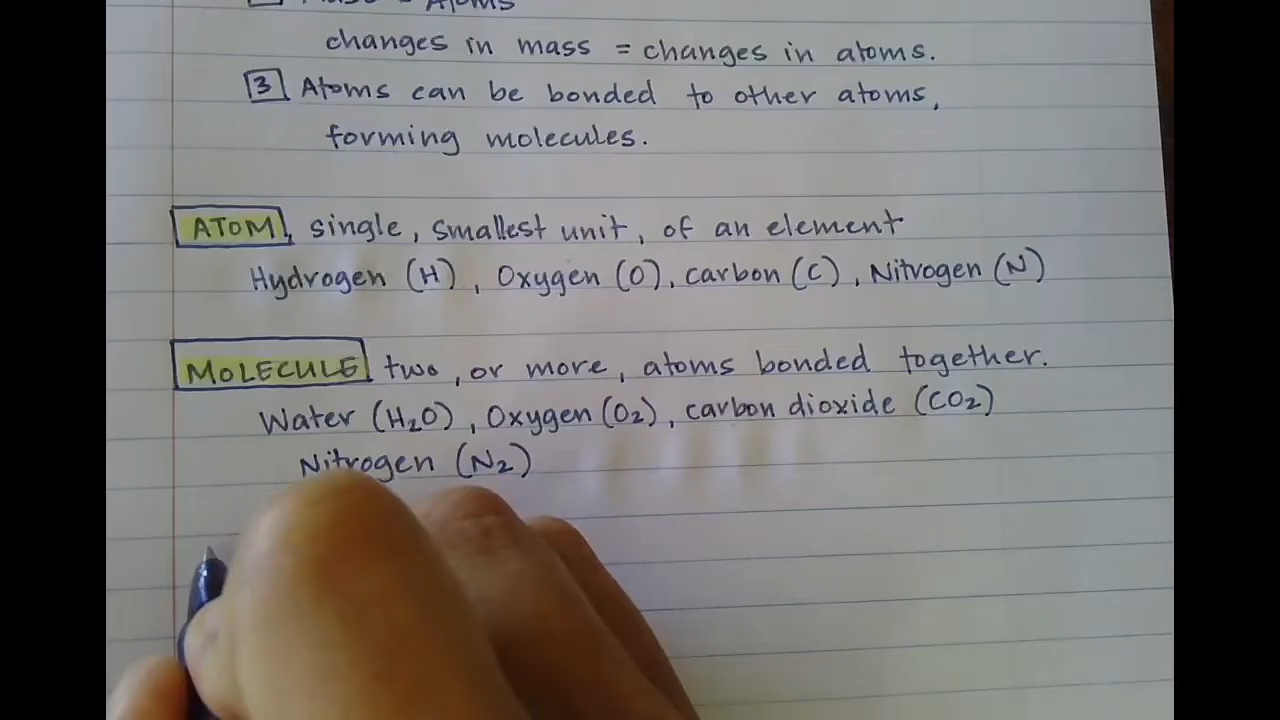 changes in mass = changes in atoms.
3 Atoms can be bonded to other atoms,
forming molecules.
ATOM, single, smallest unit, of an element
Hydrogen (H), Oxygen (O), carbon (C), Nitrogen (N)
MOLECULE two, or more, atoms bonded together.
Water (H₂O), Oxygen (O₂), carbon dioxide (CO₂)
Nitrogen (N₂)